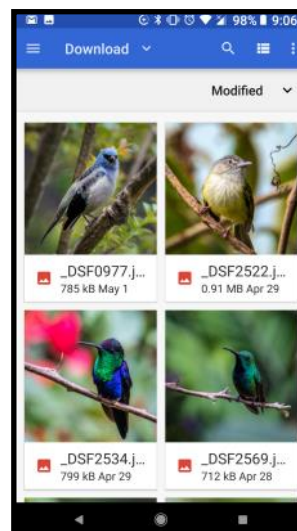 98% 9:06
Download
Modified
_DSF0977.j...
785 kB May 1
_DSF2522.j...
0.91 MB Apr 29
_DSF2534.j...
799 kB Apr 29
_DSF2569.j...
712 kB Apr 28